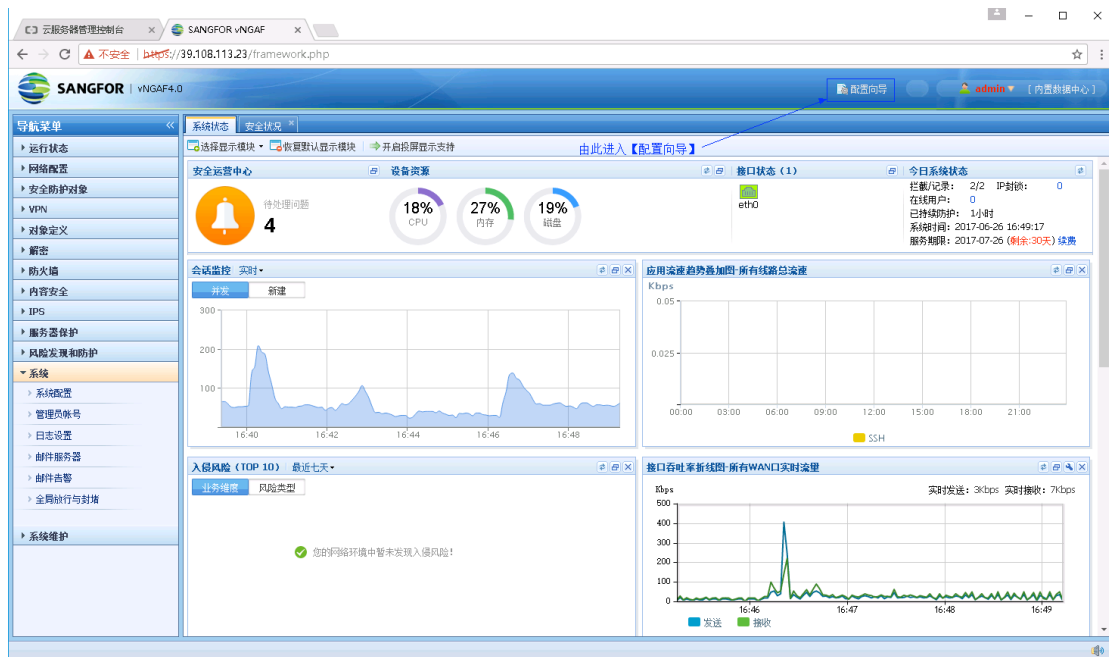 云服务器管理控制台
SANGFOR vNGAF
不安全 https://39.108.113.23/framework.php
SANGFOR vNGAF4.0
配置向导
admin
[内置数据中心]
导航菜单
系统状态
安全状况
选择显示模块
恢复默认显示模块
开启投屏显示支持
由此进入【配置向导】
运行状态
网络配置
安全防护对象
VPN
对象定义
解密
防火墙
内容安全
IPS
服务器保护
风险发现和防护
系统
系统配置
管理员帐号
日志设置
邮件服务器
邮件告警
全局放行与封堵
系统维护
安全运营中心
待处理问题
4
设备资源
18%
CPU
27%
内存
19%
磁盘
接口状态 (1)
eth0
今日系统状态
拦截/记录: 2/2 IP封锁: 0
在线用户: 0
已持续防护: 1小时
系统时间: 2017-06-26 16:49:17
服务期限: 2017-07-26 (剩余:30天) 续费
会话监控 实时
并发
新建
300
200
100
16:40 16:42 16:44 16:46 16:48
应用流速趋势叠加图-所有线路总流速
Kbps
0.05
0.025
00:00 03:00 06:00 09:00 12:00 15:00 18:00 21:00
SSH
入侵风险 (TOP 10) 最近七天
业务维度
风险类型
您的网络环境中暂未发现入侵风险!
接口吞吐率折线图-所有WAN口实时流量
Kbps
实时发送: 3Kbps 实时接收: 7Kbps
500
400
300
200
100
0
16:46 16:47 16:48 16:49
发送
接收